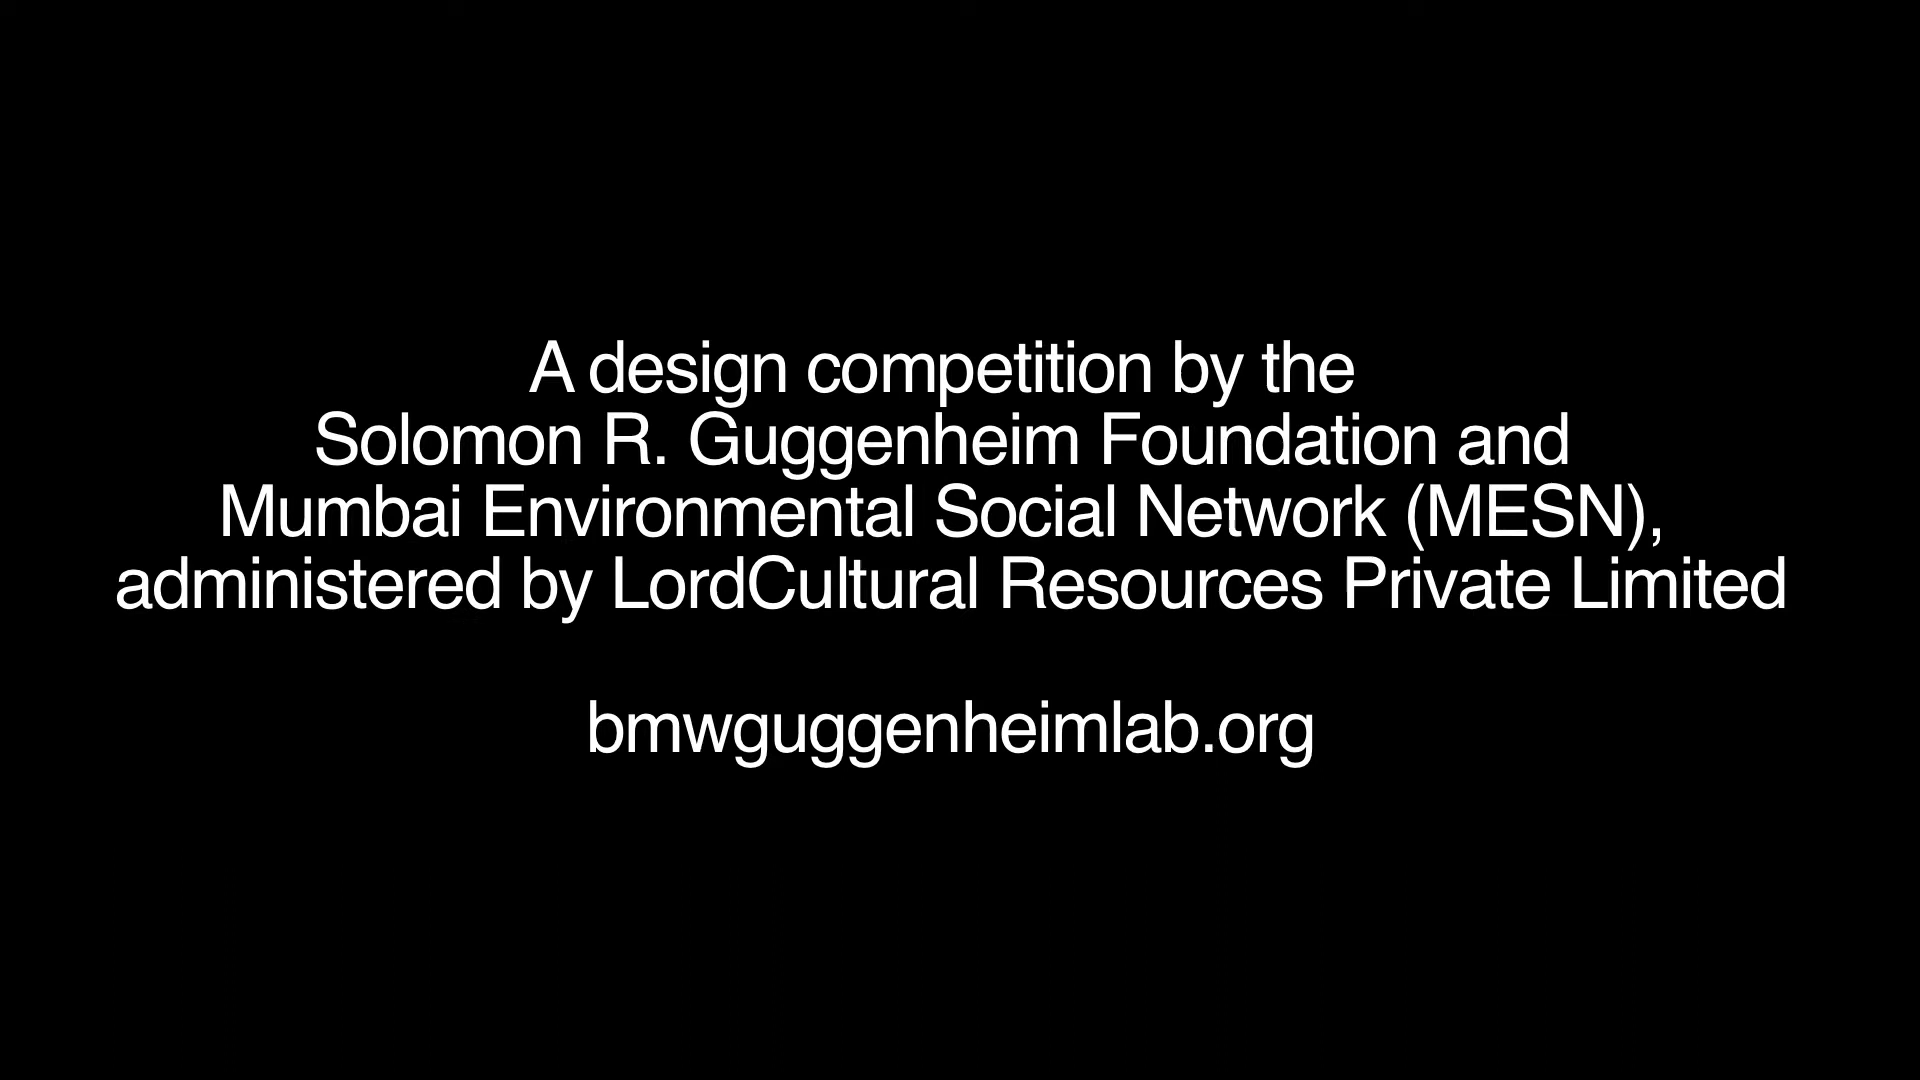 A design competition by the
Solomon R. Guggenheim Foundation and
Mumbai Environmental Social Network (MESN),
administered by LordCultural Resources Private Limited
bmwguggenheimlab.org